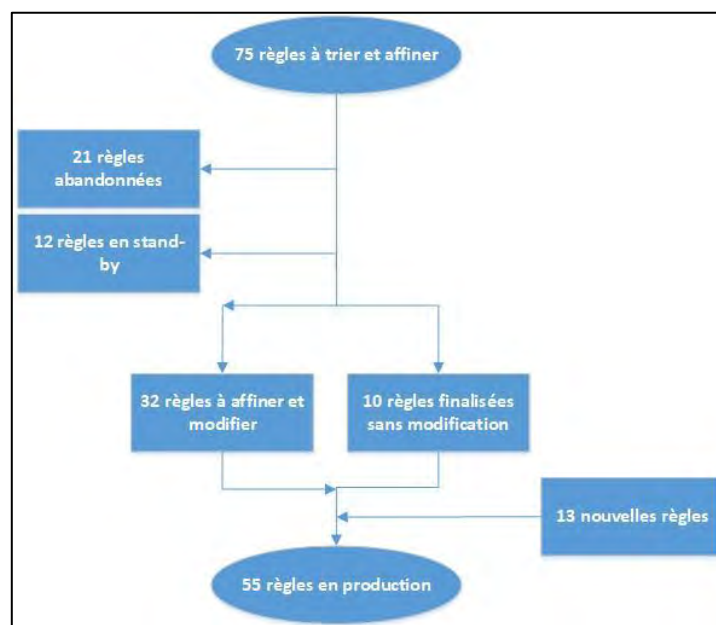 75 règles à trier et affiner
21 règles
abandonnées
12 règles en stand-
by
32 règles à affiner et
modifier
10 règles finalisées
sans modification
13 nouvelles règles
55 règles en production